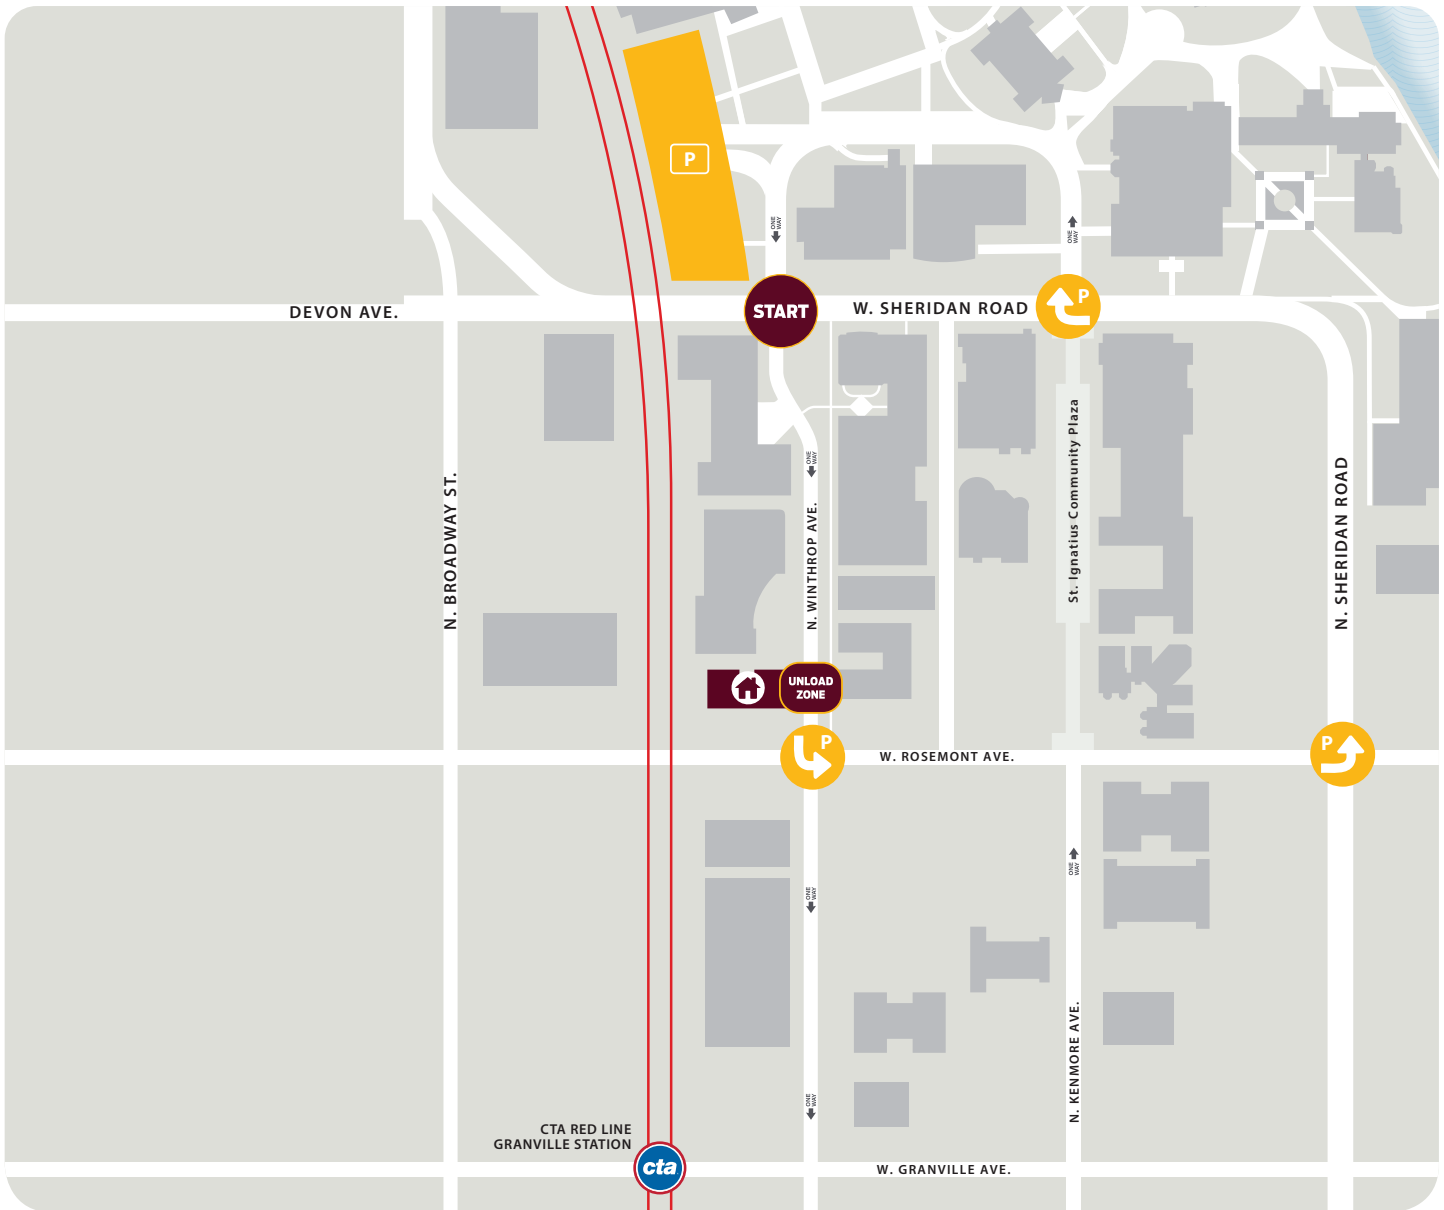 P
ONE
WAY
ONE
WAY
START
W. SHERIDAN ROAD
P
DEVON AVE.
ONE
WAY
N. BROADWAY ST.
N. WINTHROP AVE.
St. Ignatius Community Plaza
N. SHERIDAN ROAD
UNLOAD
ZONE
P
W. ROSEMONT AVE.
P
ONE
WAY
ONE
WAY
N. KENMORE AVE.
ONE
WAY
CTA RED LINE
GRANVILLE STATION
cta
W. GRANVILLE AVE.